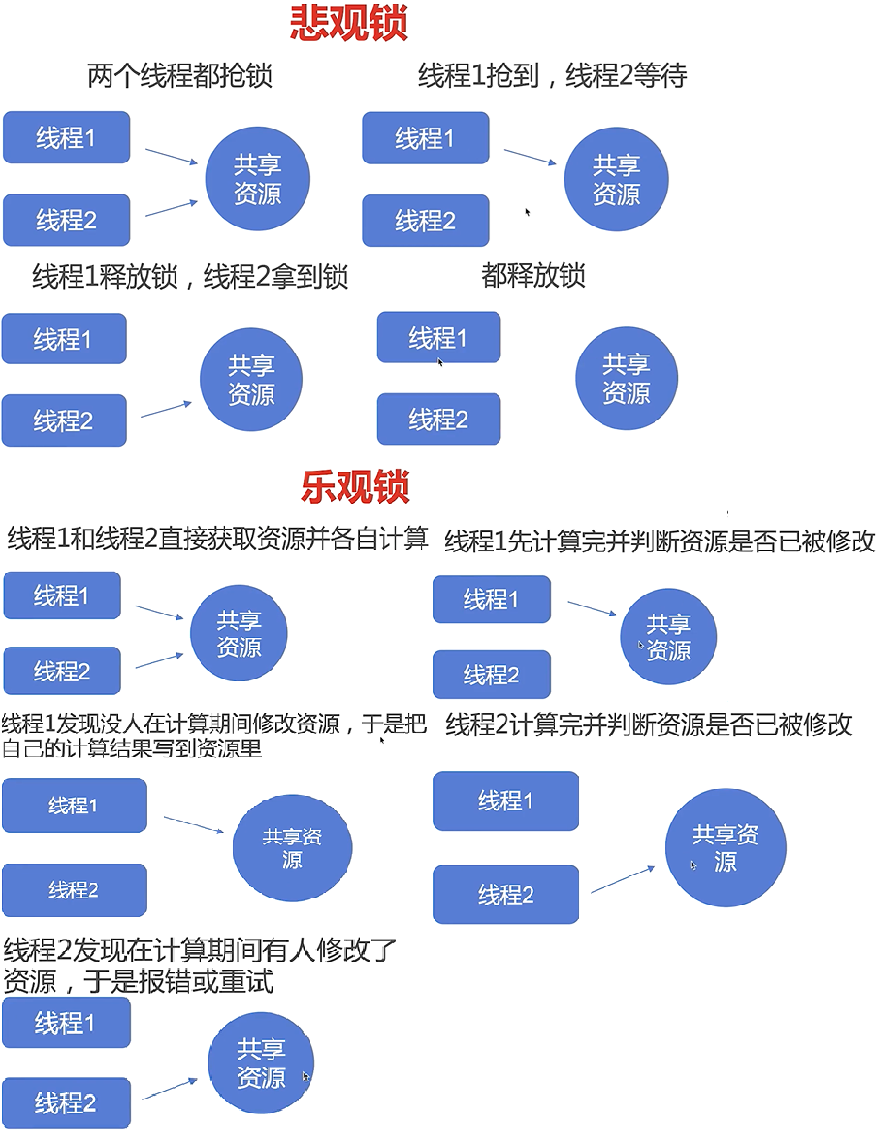 悲观锁
两个线程都抢锁
线程1
线程2
共享
资源
线程1抢到，线程2等待
线程1
线程2
共享
资源
线程1释放锁，线程2拿到锁
线程1
线程2
共享
资源
都释放锁
线程1
线程2
共享
资源
乐观锁
线程1和线程2直接获取资源并各自计算
线程1
线程2
共享
资源
线程1先计算完并判断资源是否已被修改
线程1
线程2
共享
资源
线程1发现没人在计算期间修改资源，于是把
自己的计算结果写到资源里
线程1
线程2
共享资
源
线程2计算完并判断资源是否已被修改
线程1
线程2
共享资
源
线程2发现在计算期间有人修改了
资源，于是报错或重试
线程1
线程2
共享
资源